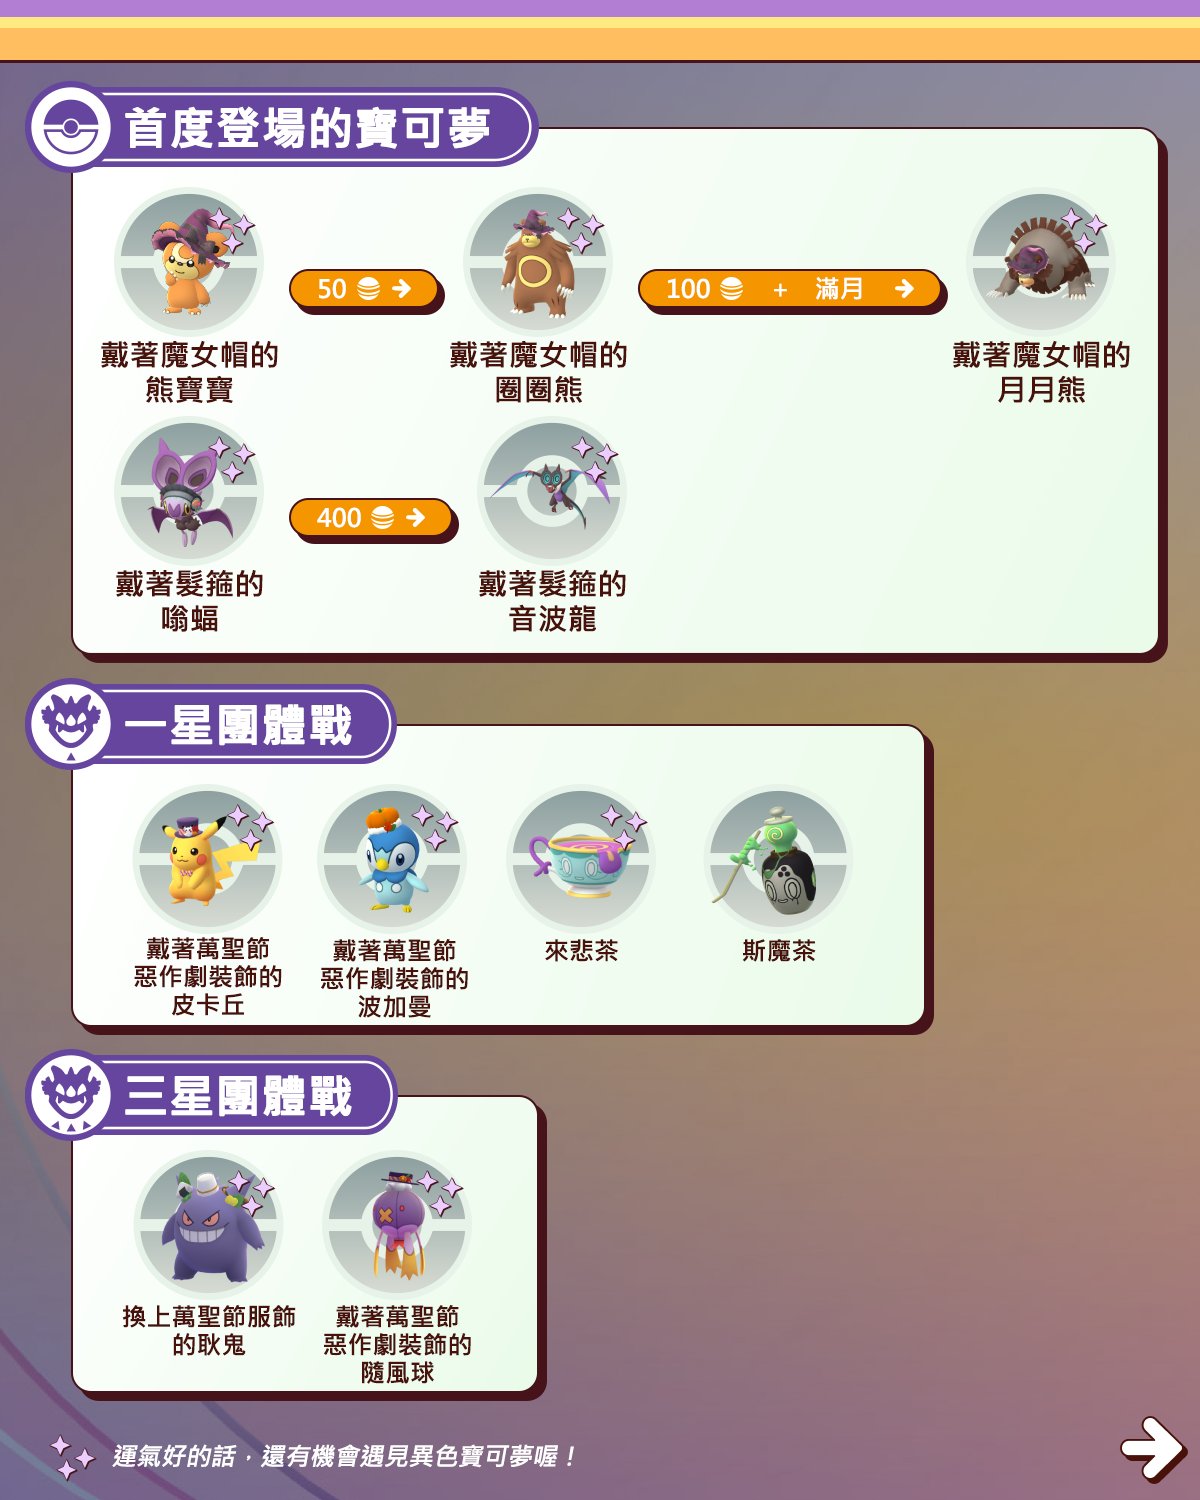 首度登場的寶可夢
50
100 + 滿月
戴著魔女帽的
熊寶寶
戴著魔女帽的
圈圈熊
戴著魔女帽的
月月熊
400
戴著髮箍的
嗡蝠
戴著髮箍的
音波龍
一星團體戰
戴著萬聖節
惡作劇裝飾的
皮卡丘
戴著萬聖節
惡作劇裝飾的
波加曼
來悲茶
斯魔茶
三星團體戰
換上萬聖節服飾
的耿鬼
戴著萬聖節
惡作劇裝飾的
隨風球
運氣好的話，還有機會遇見異色寶可夢喔！